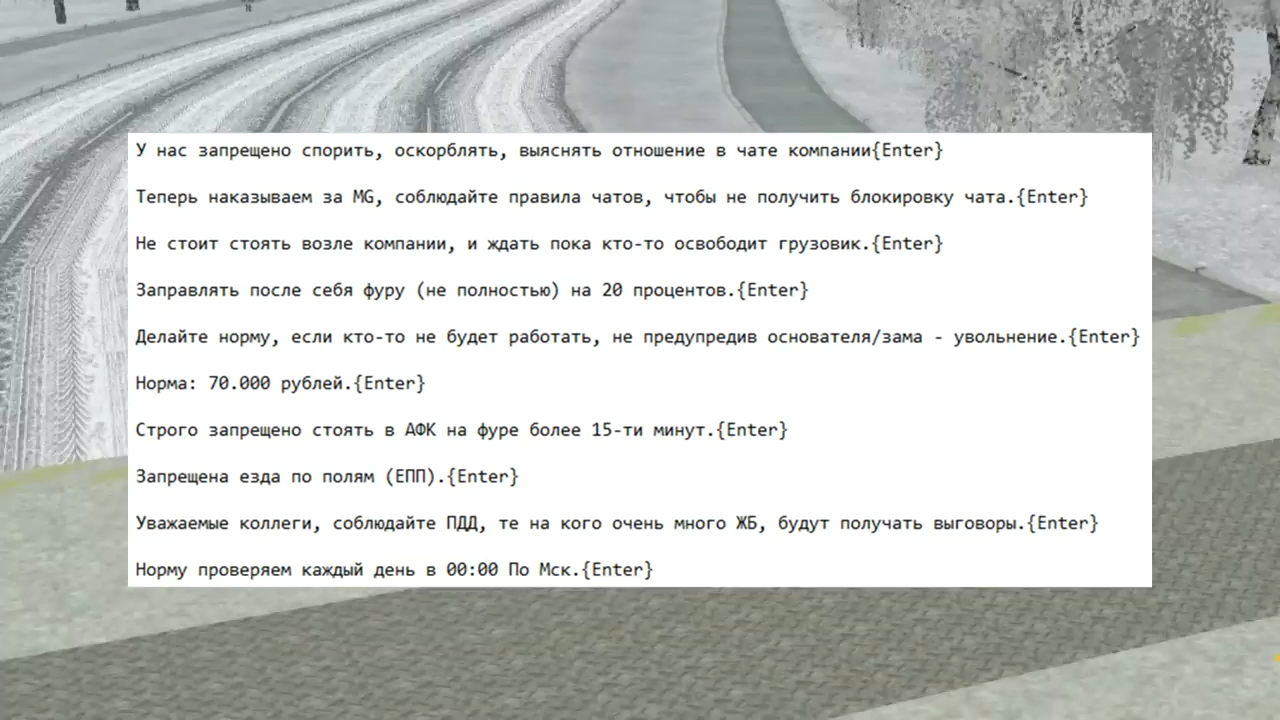 У нас запрещено спорить, оскорблять, выяснять отношение в чате компании{Enter}
Теперь наказываем за MG, соблюдайте правила чатов, чтобы не получить блокировку чата.{Enter}
Не стоит стоять возле компании, и ждать пока кто-то освободит грузовик.{Enter}
Заправлять после себя фуру (не полностью) на 20 процентов.{Enter}
Делайте норму, если кто-то не будет работать, не предупредив основателя/зама - увольнение.{Enter}
Норма: 70.000 рублей.{Enter}
Строго запрещено стоять в АФК на фуре более 15-ти минут.{Enter}
Запрещена езда по полям (ЕПП).{Enter}
Уважаемые коллеги, соблюдайте ПДД, те на кого очень много ЖБ, будут получать выговоры.{Enter}
Норму проверяем каждый день в 00:00 По Мск.{Enter}